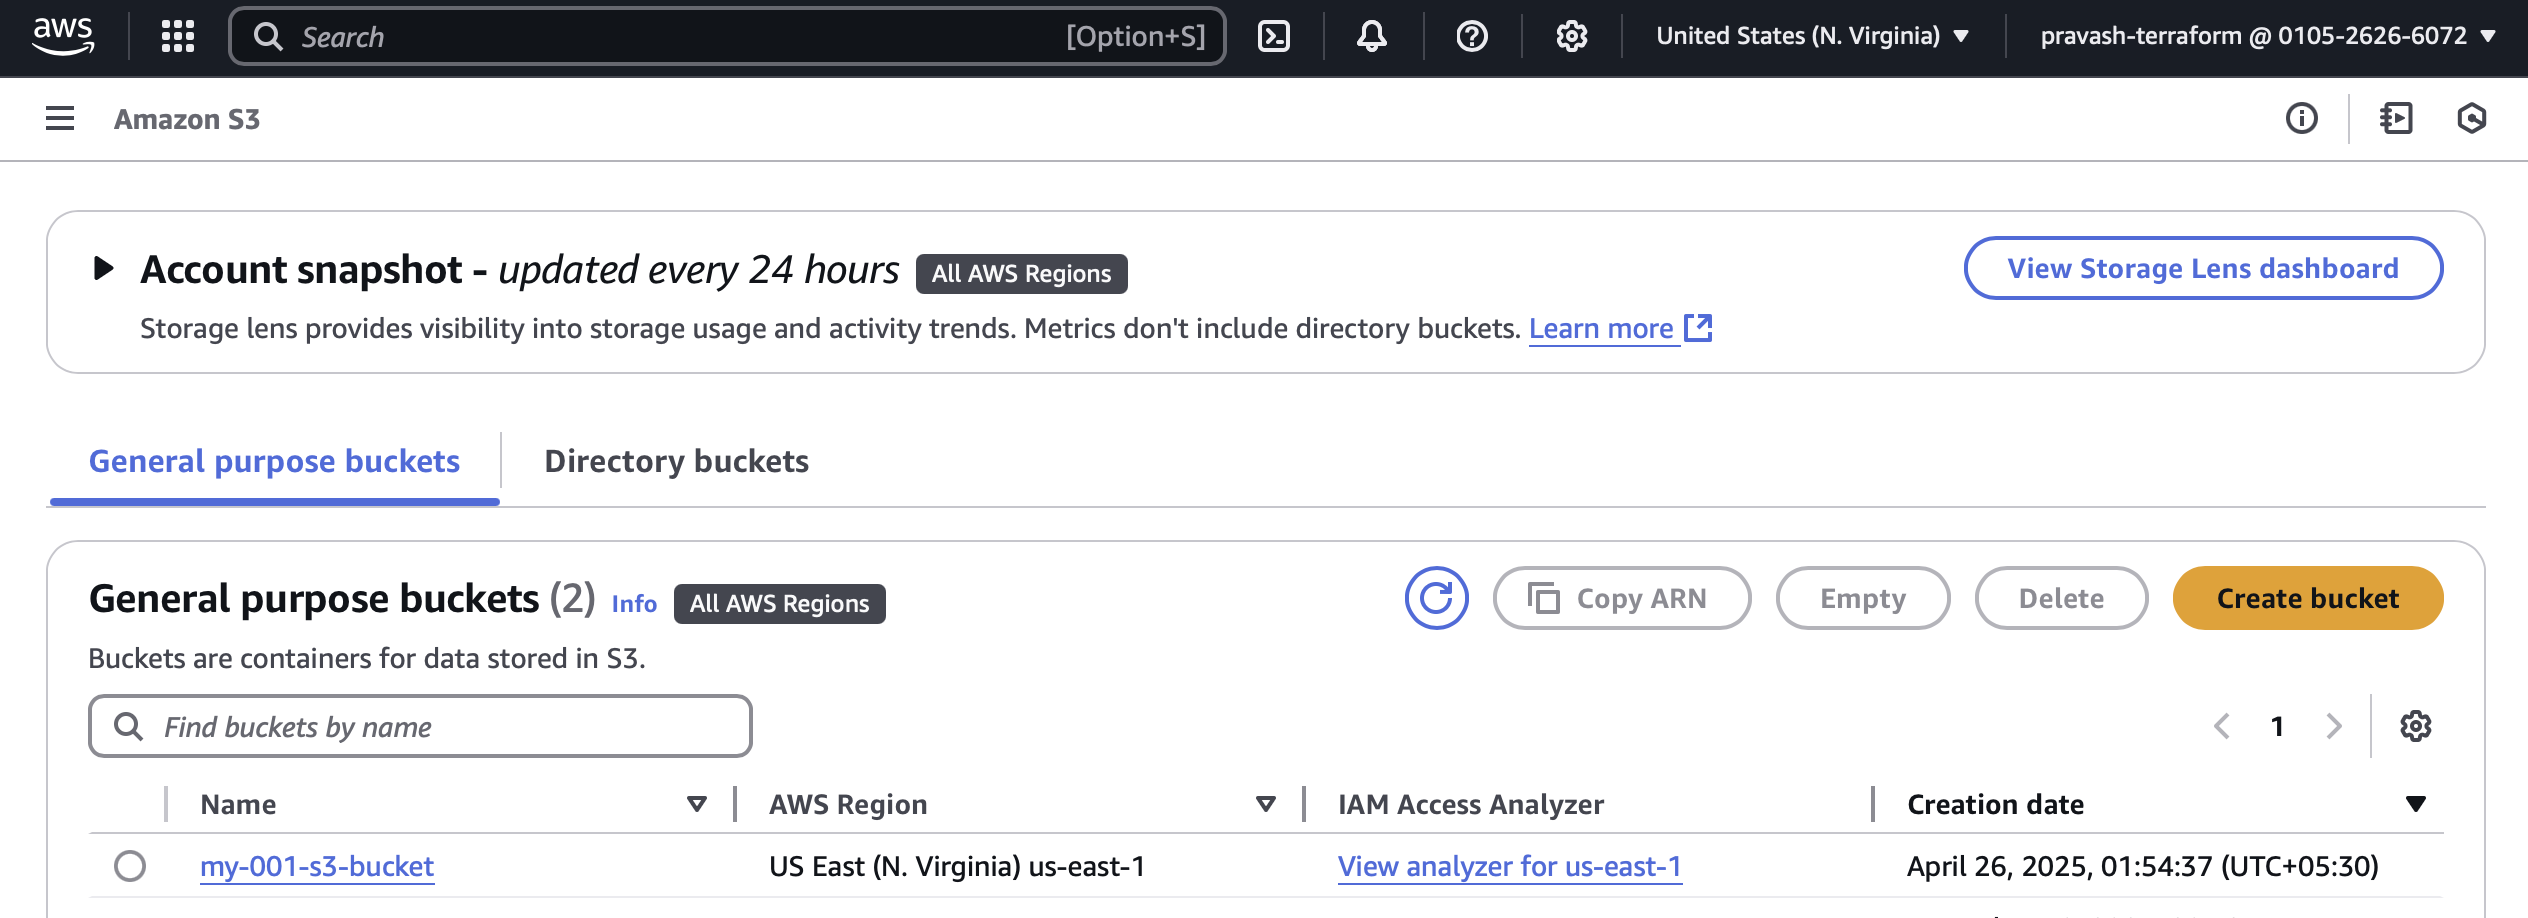 aws
Search [Option+S] United States (N. Virginia) pravash-terraform @ 0105-2626-6072
Amazon S3
Account snapshot - updated every 24 hours All AWS Regions View Storage Lens dashboard
Storage lens provides visibility into storage usage and activity trends. Metrics don't include directory buckets. Learn more
General purpose buckets Directory buckets
General purpose buckets (2) Info All AWS Regions Copy ARN Empty Delete Create bucket
Buckets are containers for data stored in S3.
Find buckets by name 1
Name AWS Region IAM Access Analyzer Creation date
my-001-s3-bucket US East (N. Virginia) us-east-1 View analyzer for us-east-1 April 26, 2025, 01:54:37 (UTC+05:30)